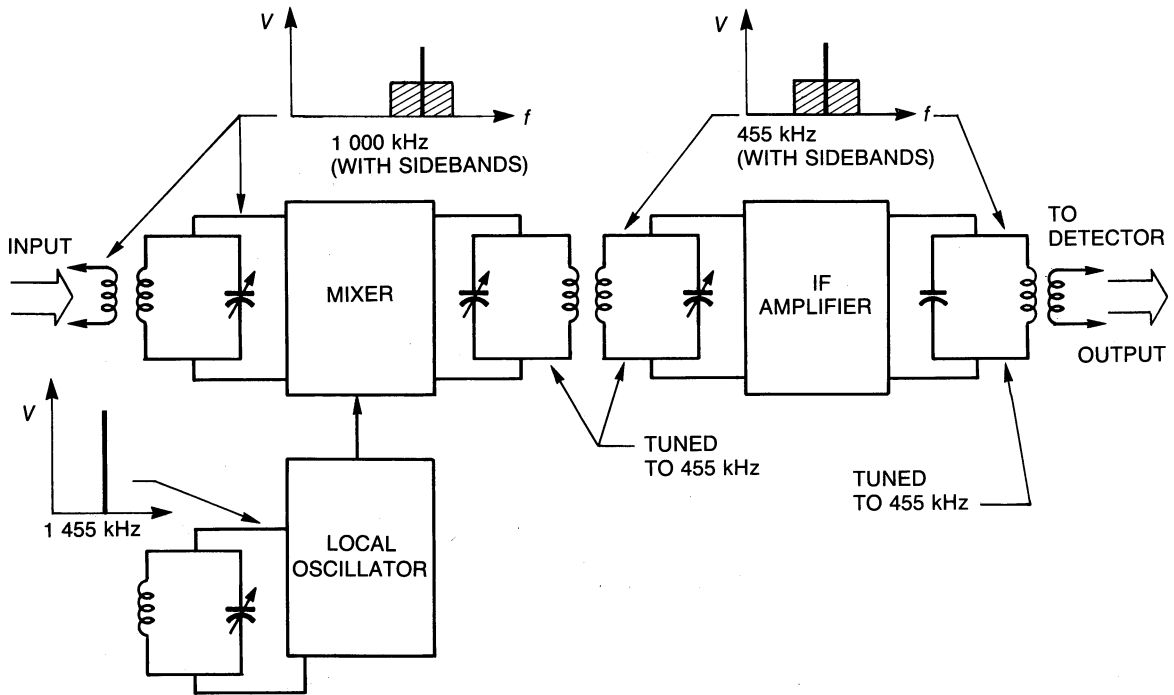 V
f
1 000 kHz
(WITH SIDEBANDS)
V
f
455 kHz
(WITH SIDEBANDS)
INPUT
MIXER
IF
AMPLIFIER
TO
DETECTOR
OUTPUT
V
1 455 kHz
TUNED
TO 455 kHz
TUNED
TO 455 kHz
LOCAL
OSCILLATOR